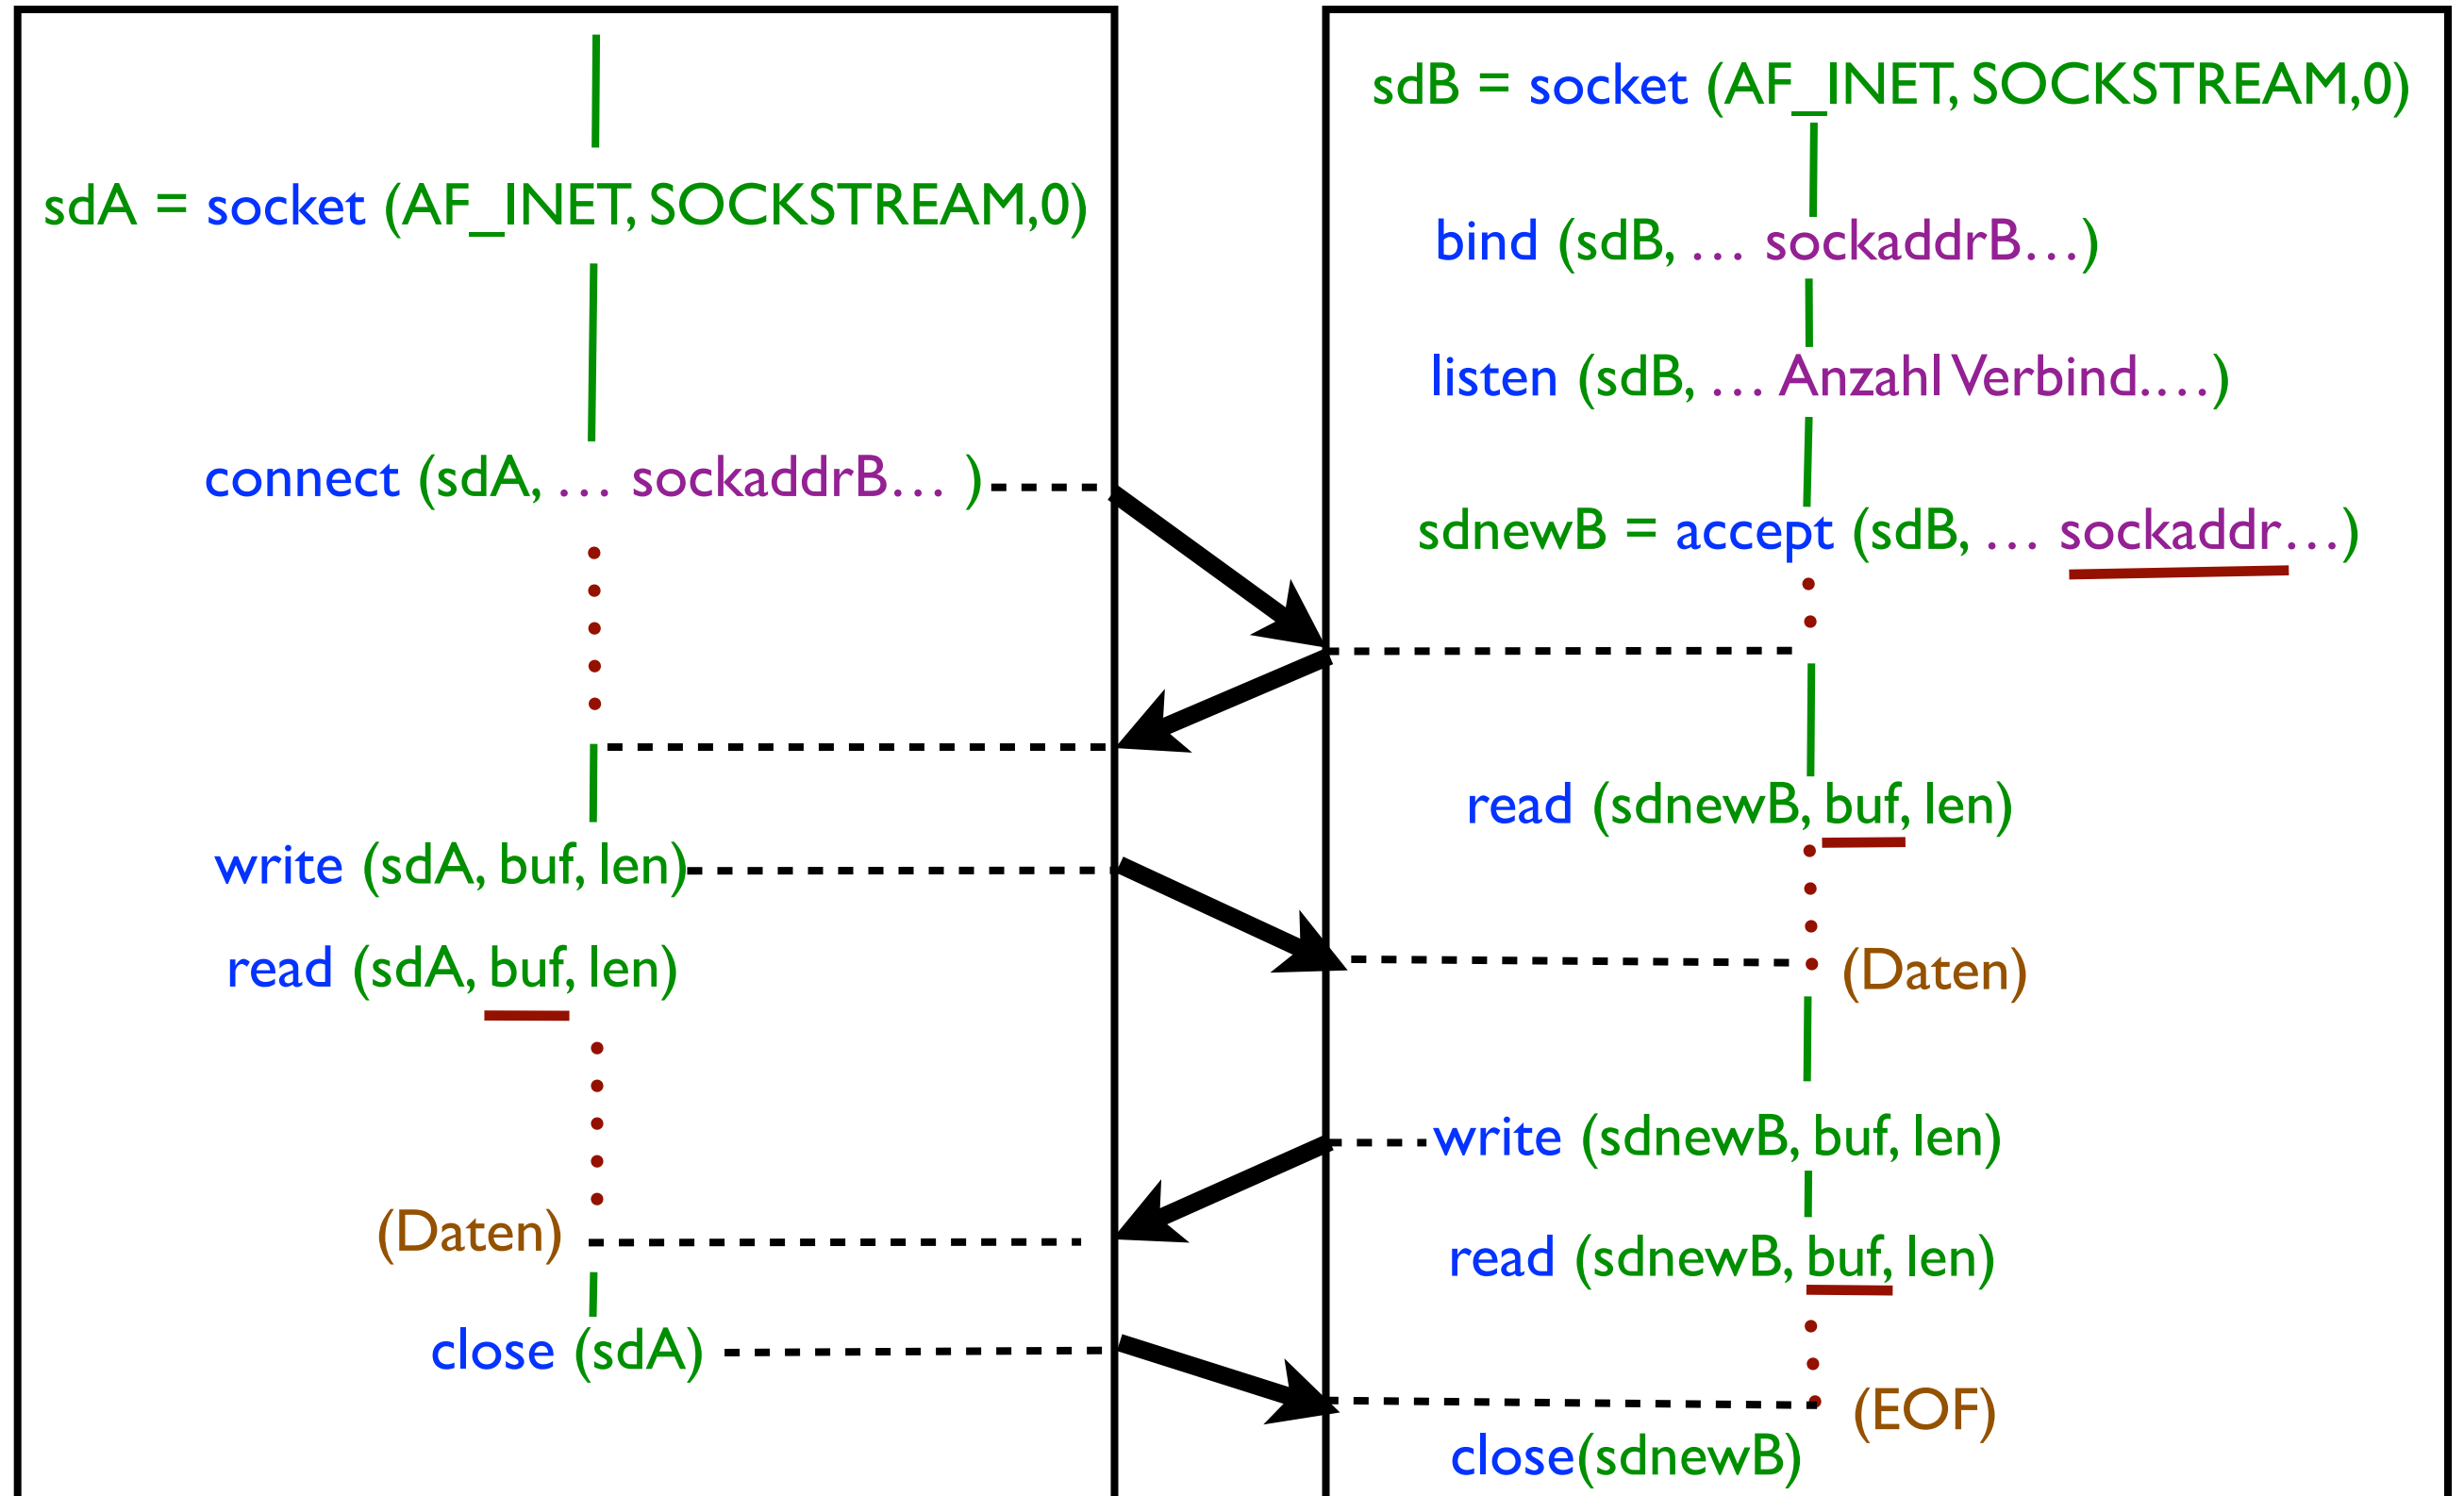 sdA = socket (AF_INET, SOCKSTREAM,0)
connect (sdA, ... sockaddrB... )
write (sdA, buf, len)
read (sdA, buf, len)
(Daten)
close (sdA)
sdB = socket (AF_INET, SOCKSTREAM,0)
bind (sdB, ... sockaddrB...)
listen (sdB, ... Anzahl Verbind....)
sdnewB = accept (sdB, ... sockaddr...)
read (sdnewB, buf, len)
(Daten)
write (sdnewB, buf, len)
read (sdnewB, buf, len)
(EOF)
close(sdnewB)